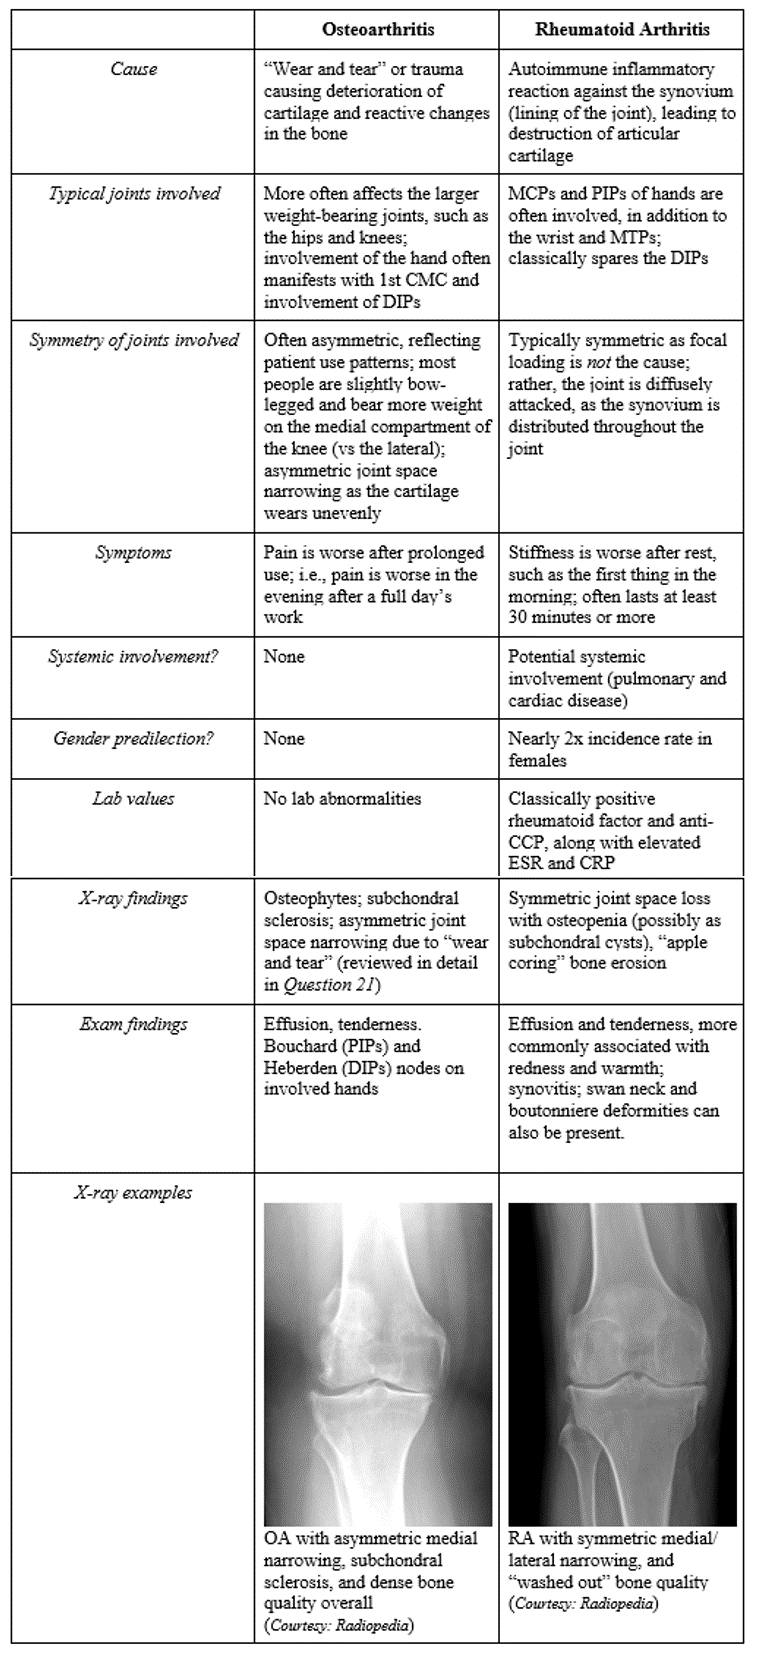 Osteoarthritis
Rheumatoid Arthritis
Cause
“Wear and tear” or trauma
causing deterioration of
cartilage and reactive changes
in the bone
Autoimmune inflammatory
reaction against the synovium
(lining of the joint), leading to
destruction of articular
cartilage
Typical joints involved
More often affects the larger
weight-bearing joints, such as
the hips and knees;
involvement of the hand often
manifests with 1st CMC and
involvement of DIPs
MCPs and PIPs of hands are
often involved, in addition to
the wrist and MTPs;
classically spares the DIPs
Symmetry of joints involved
Often asymmetric, reflecting
patient use patterns; most
people are slightly bow-
legged and bear more weight
on the medial compartment of
the knee (vs the lateral);
asymmetric joint space
narrowing as the cartilage
wears unevenly
Typically symmetric as focal
loading is not the cause;
rather, the joint is diffusely
attacked, as the synovium is
distributed throughout the
joint
Symptoms
Pain is worse after prolonged
use; i.e., pain is worse in the
evening after a full day’s
work
Stiffness is worse after rest,
such as the first thing in the
morning; often lasts at least
30 minutes or more
Systemic involvement?
None
Potential systemic
involvement (pulmonary and
cardiac disease)
Gender predilection?
None
Nearly 2x incidence rate in
females
Lab values
No lab abnormalities
Classically positive
rheumatoid factor and anti-
CCP, along with elevated
ESR and CRP
X-ray findings
Osteophytes; subchondral
sclerosis; asymmetric joint
space narrowing due to “wear
and tear” (reviewed in detail
in Question 21)
Symmetric joint space loss
with osteopenia (possibly as
subchondral cysts), “apple
coring” bone erosion
Exam findings
Effusion, tenderness.
Bouchard (PIPs) and
Heberden (DIPs) nodes on
involved hands
Effusion and tenderness, more
commonly associated with
redness and warmth;
synovitis; swan neck and
boutonniere deformities can
also be present.
X-ray examples
OA with asymmetric medial
narrowing, subchondral
sclerosis, and dense bone
quality overall
(Courtesy: Radiopedia)
RA with symmetric medial/
lateral narrowing, and
“washed out” bone quality
(Courtesy: Radiopedia)